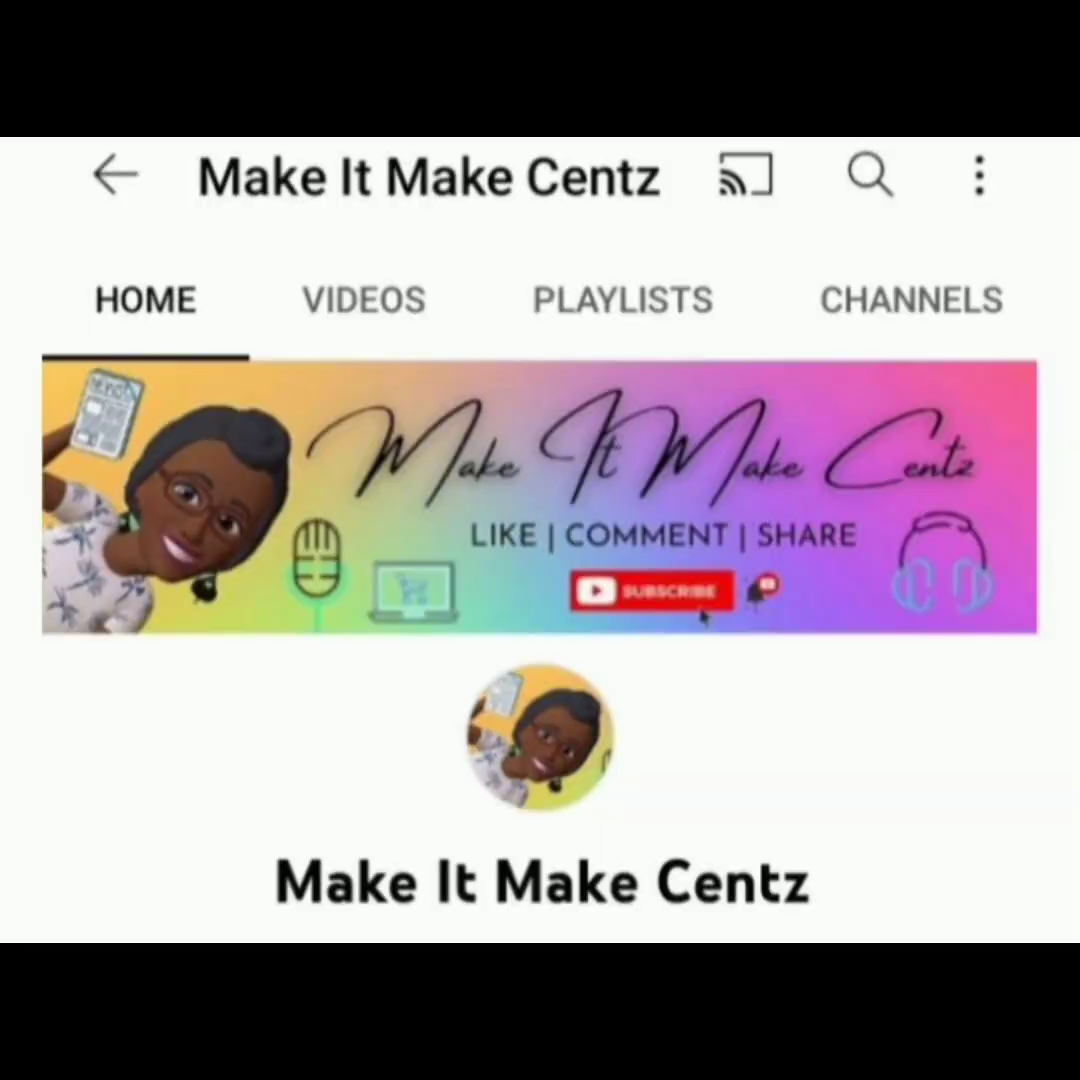 Make It Make Centz
HOME VIDEOS PLAYLISTS CHANNELS
NEWS
Make It Make Centz
LIKE | COMMENT | SHARE
SUBSCRIBE
Make It Make Centz